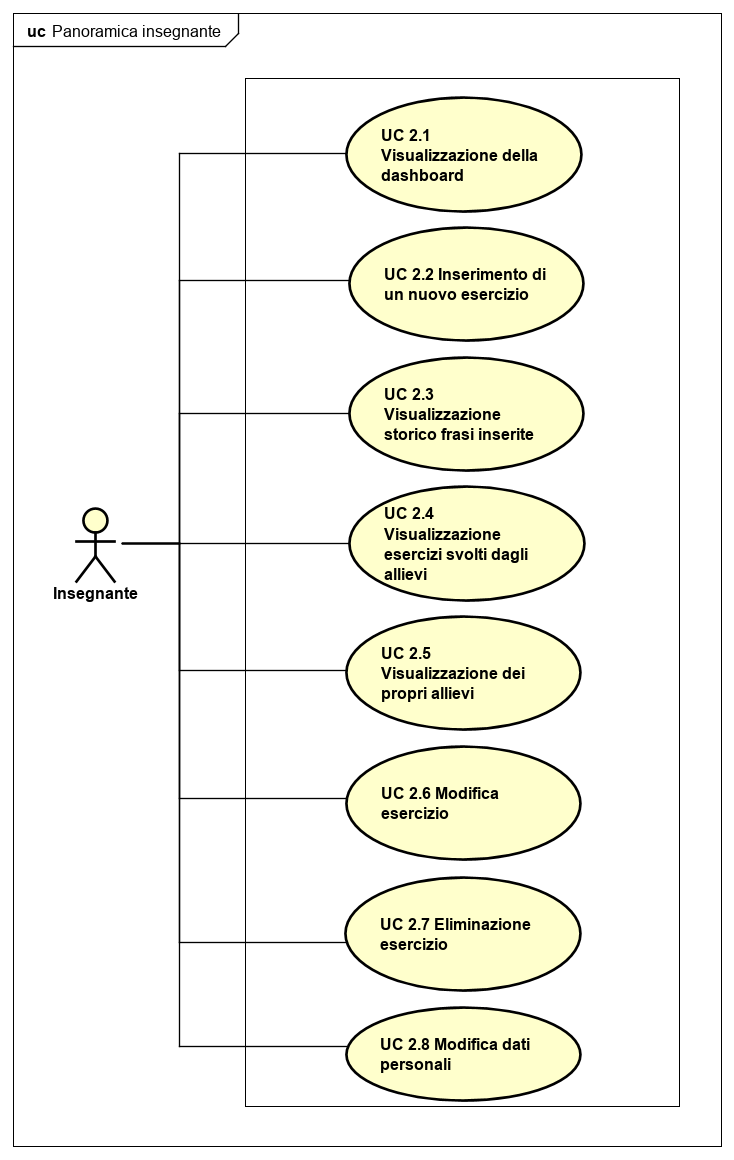 uc Panoramica insegnante
UC 2.1
Visualizzazione della
dashboard
UC 2.2 Inserimento di
un nuovo esercizio
UC 2.3
Visualizzazione
storico frasi inserite
UC 2.4
Visualizzazione
esercizi svolti dagli
allievi
Insegnante
UC 2.5
Visualizzazione dei
propri allievi
UC 2.6 Modifica
esercizio
UC 2.7 Eliminazione
esercizio
UC 2.8 Modifica dati
personali